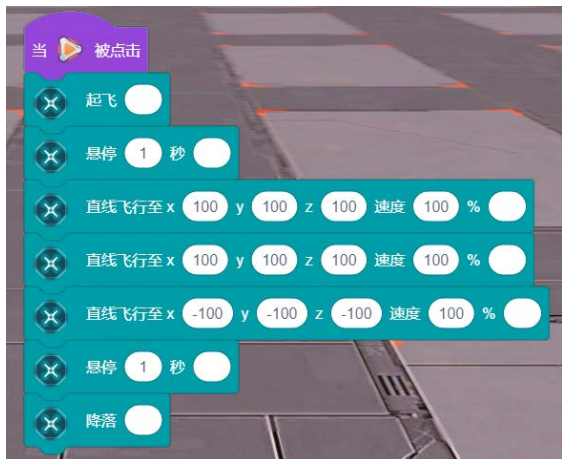 当 被点击
起飞
悬停 1 秒
直线飞行至 x 100 y 100 z 100 速度 100 %
直线飞行至 x 100 y 100 z 100 速度 100 %
直线飞行至 x -100 y -100 z -100 速度 100 %
悬停 1 秒
降落